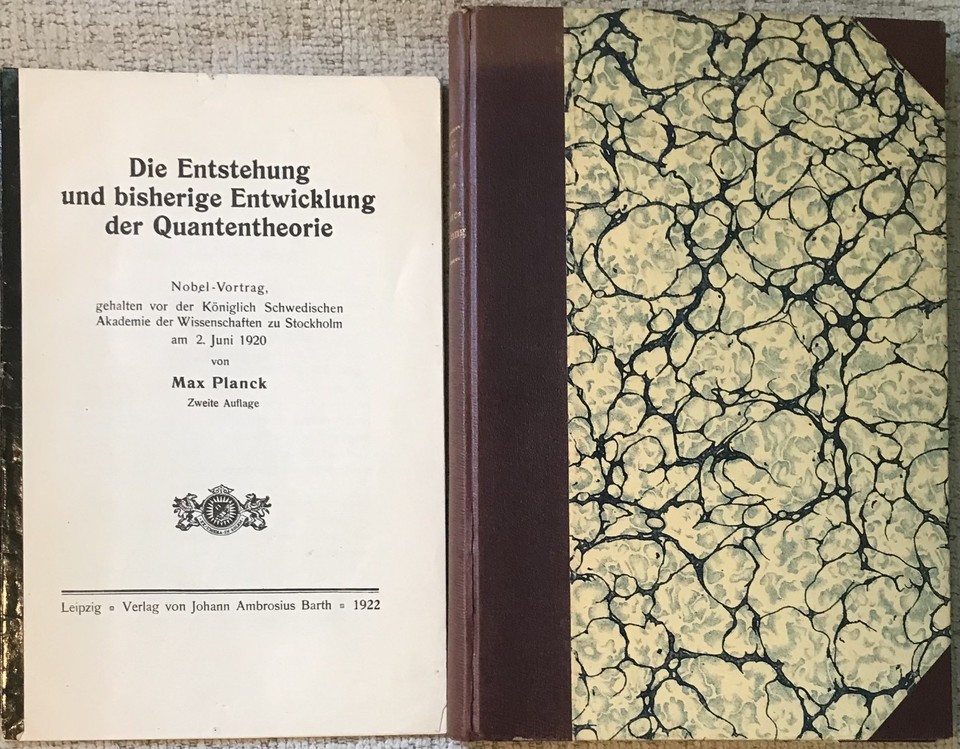 Die Entstehung
und bisherige Entwicklung
der Quantentheorie
Nobel-Vortrag,
gehalten vor der Königlich Schwedischen
Akademie der Wissenschaften zu Stockholm
am 2. Juni 1920
von
Max Planck
Zweite Auflage
Leipzig ¤ Verlag von Johann Ambrosius Barth ¤ 1922